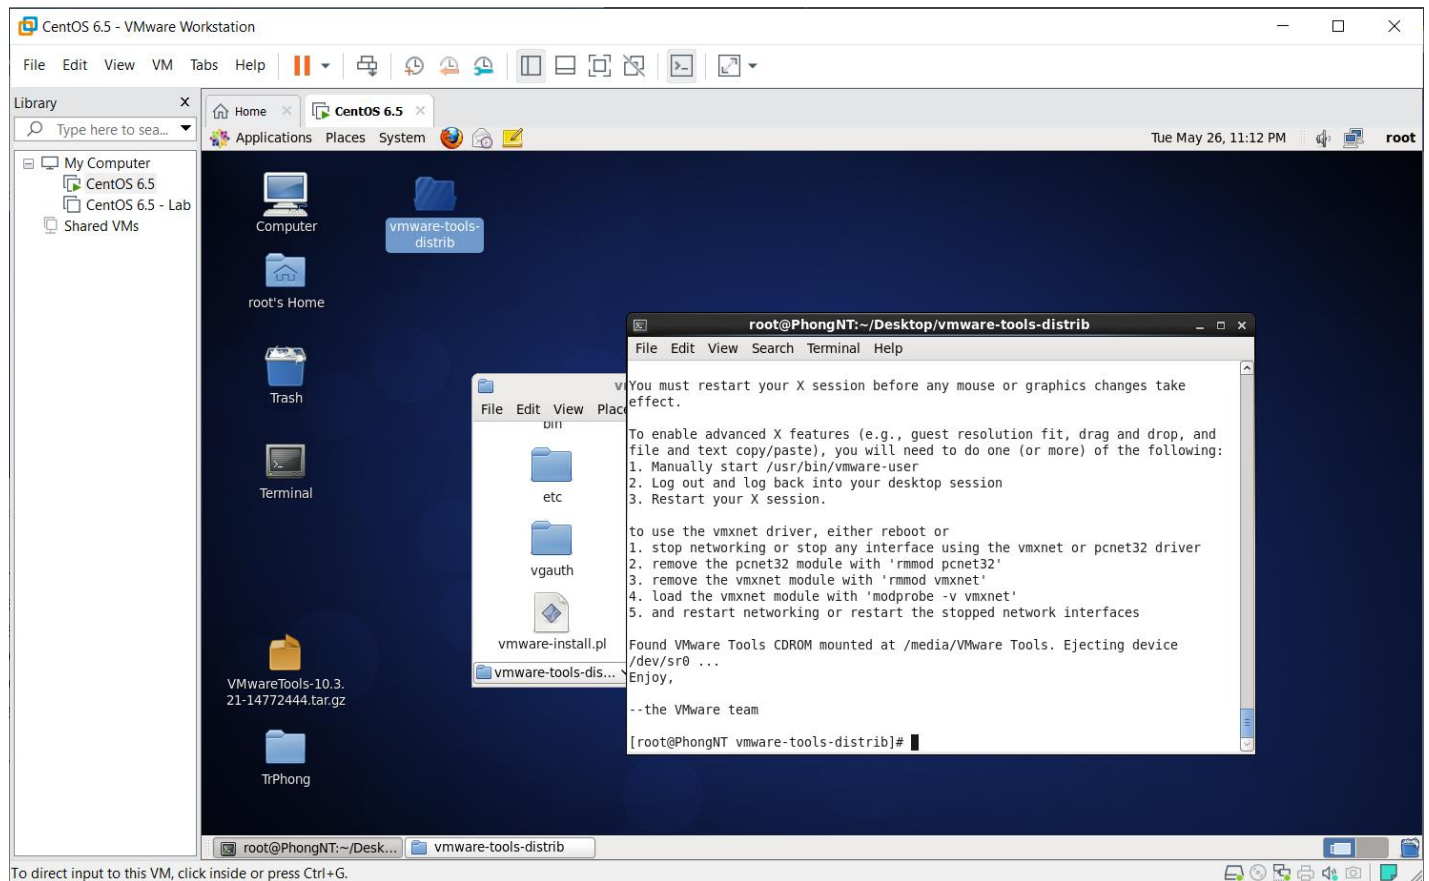 CentOS 6.5 - VMware Workstation
File Edit View VM Tabs Help
Library x
Home CentOS 6.5
Type here to sea...
Applications Places System Tue May 26, 11:12 PM root
My Computer
CentOS 6.5
CentOS 6.5 - Lab
Shared VMs
Computer
vmware-tools-
distrib
root's Home
Trash
Terminal
VMwareTools-10.3.
21-14772444.tar.gz
TrPhong
File Edit View Plac
bin
etc
vgauth
vmware-install.pl
vmware-tools-dis...
root@PhongNT:~/Desktop/vmware-tools-distrib
File Edit View Search Terminal Help
You must restart your X session before any mouse or graphics changes take
effect.
To enable advanced X features (e.g., guest resolution fit, drag and drop, and
file and text copy/paste), you will need to do one (or more) of the following:
1. Manually start /usr/bin/vmware-user
2. Log out and log back into your desktop session
3. Restart your X session.
to use the vmxnet driver, either reboot or
1. stop networking or stop any interface using the vmxnet or pcnet32 driver
2. remove the pcnet32 module with 'rmmod pcnet32'
3. remove the vmxnet module with 'rmmod vmxnet'
4. load the vmxnet module with 'modprobe -v vmxnet'
5. and restart networking or restart the stopped network interfaces
Found VMware Tools CDROM mounted at /media/VMware Tools. Ejecting device
/dev/sr0 ...
Enjoy,
--the VMware team
[root@PhongNT vmware-tools-distrib]#
root@PhongNT:~/Desk... vmware-tools-distrib
To direct input to this VM, click inside or press Ctrl+G.